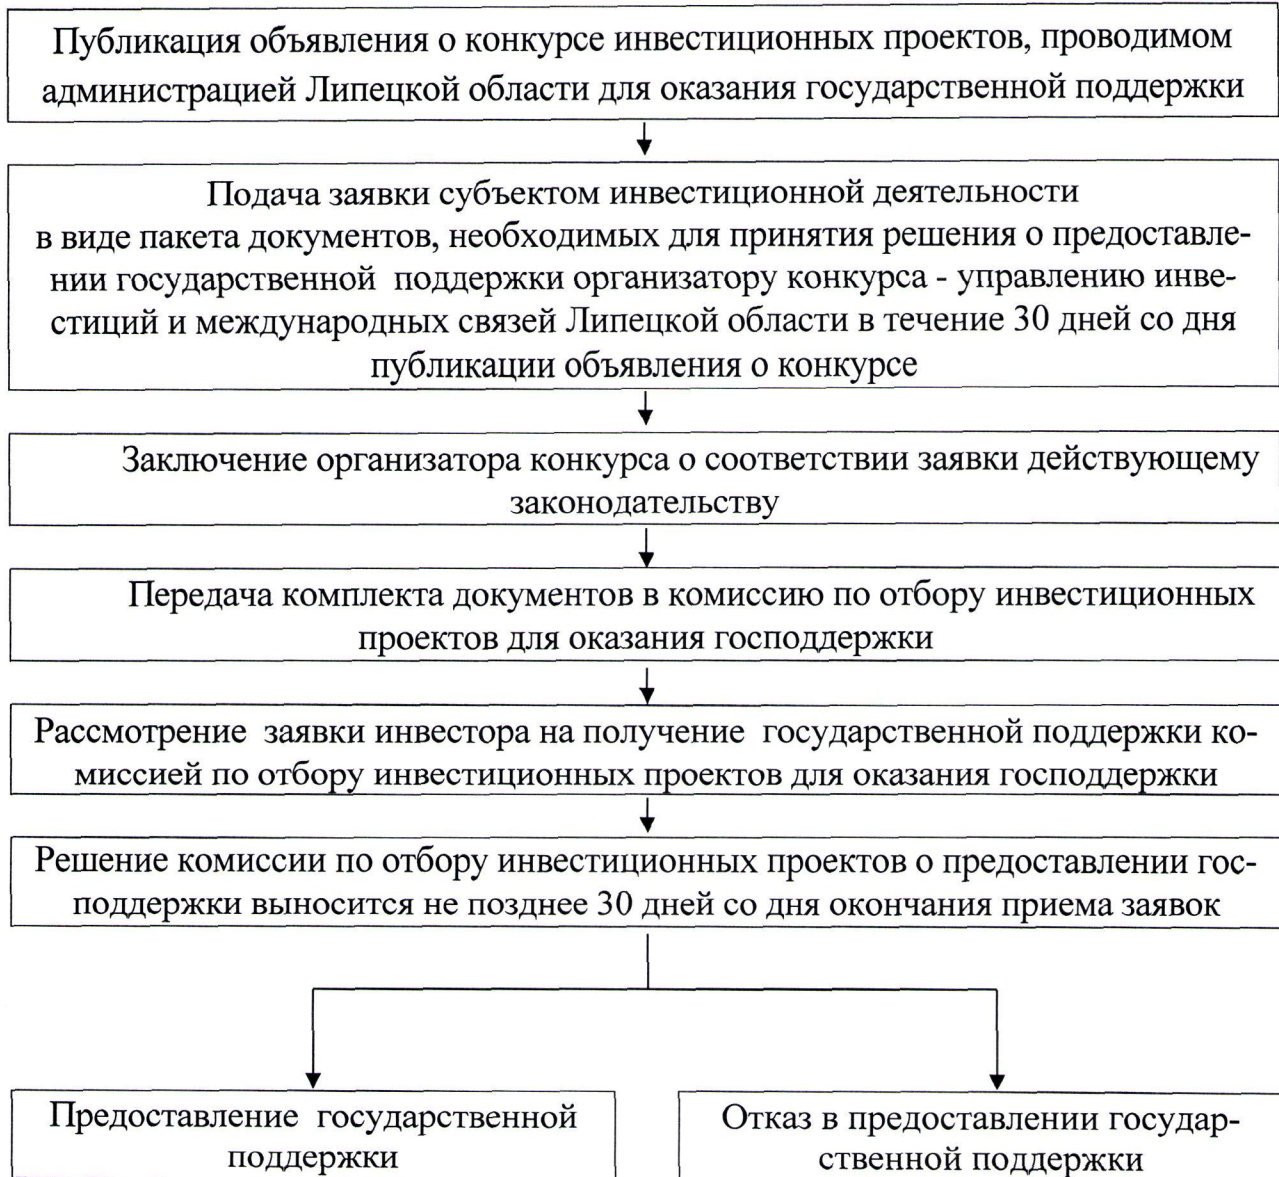 Публикация объявления о конкурсе инвестиционных проектов, проводимом
администрацией Липецкой области для оказания государственной поддержки
Подача заявки субъектом инвестиционной деятельности
в виде пакета документов, необходимых для принятия решения о предоставле-
нии государственной поддержки организатору конкурса - управлению инве-
стиций и международных связей Липецкой области в течение 30 дней со дня
публикации объявления о конкурсе
Заключение организатора конкурса о соответствии заявки действующему
законодательству
Передача комплекта документов в комиссию по отбору инвестиционных
проектов для оказания господдержки
Рассмотрение заявки инвестора на получение государственной поддержки ко-
миссией по отбору инвестиционных проектов для оказания господдержки
Решение комиссии по отбору инвестиционных проектов о предоставлении гос-
поддержки выносится не позднее 30 дней со дня окончания приема заявок
Предоставление государственной
поддержки
Отказ в предоставлении государ-
ственной поддержки